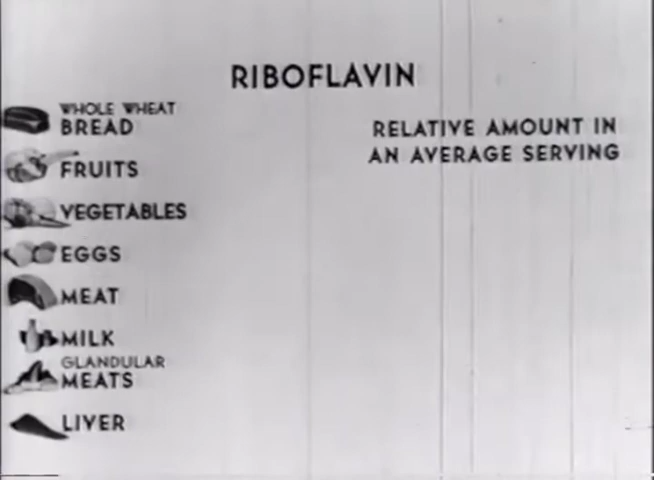 RIBOFLAVIN
RELATIVE AMOUNT IN
AN AVERAGE SERVING
WHOLE WHEAT
BREAD
FRUITS
VEGETABLES
EGGS
MEAT
MILK
GLANDULAR
MEATS
LIVER